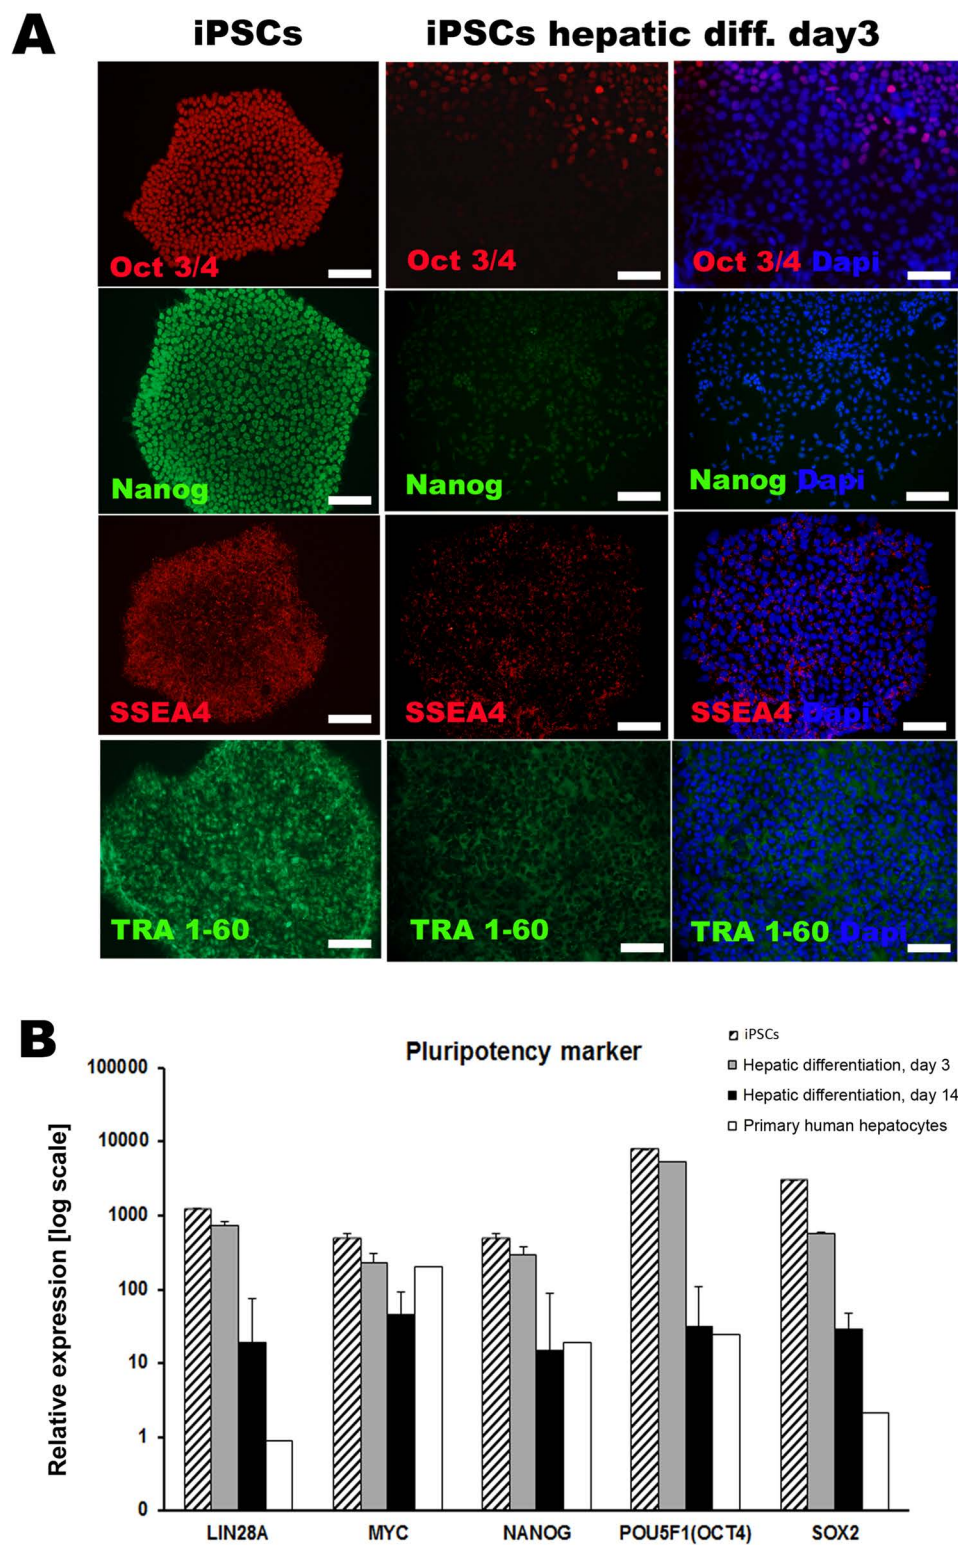 A
iPSCs
iPSCs hepatic diff. day3
Oct 3/4
Oct 3/4
Oct 3/4 Dapi
Nanog
Nanog
Nanog Dapi
SSEA4
SSEA4
SSEA4 Dapi
TRA 1-60
TRA 1-60
TRA 1-60 Dapi
B
Pluripotency marker
iPSCs
Hepatic differentiation, day 3
Hepatic differentiation, day 14
Primary human hepatocytes
Relative expression [log scale]
100000
10000
1000
100
10
1
0
LIN28A
MYC
NANOG
POU5F1(OCT4)
SOX2